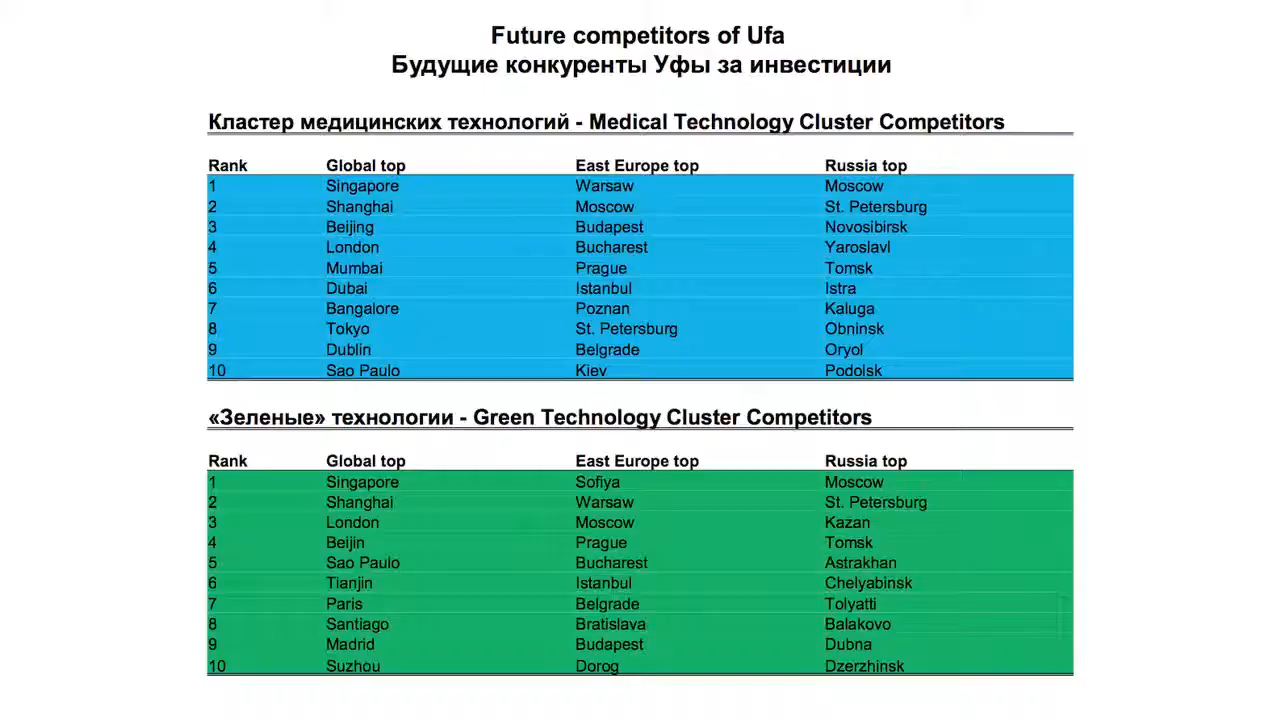 Future competitors of Ufa
Будущие конкуренты Уфы за инвестиции
Кластер медицинских технологий - Medical Technology Cluster Competitors
Rank Global top East Europe top Russia top
1 Singapore Warsaw Moscow
2 Shanghai Moscow St. Petersburg
3 Beijing Budapest Novosibirsk
4 London Bucharest Yaroslavl
5 Mumbai Prague Tomsk
6 Dubai Istanbul Istra
7 Bangalore Poznan Kaluga
8 Tokyo St. Petersburg Obninsk
9 Dublin Belgrade Oryol
10 Sao Paulo Kiev Podolsk
«Зеленые» технологии - Green Technology Cluster Competitors
Rank Global top East Europe top Russia top
1 Singapore Sofiya Moscow
2 Shanghai Warsaw St. Petersburg
3 London Moscow Kazan
4 Beijin Prague Tomsk
5 Sao Paulo Bucharest Astrakhan
6 Tianjin Istanbul Chelyabinsk
7 Paris Belgrade Tolyatti
8 Santiago Bratislava Balakovo
9 Madrid Budapest Dubna
10 Suzhou Dorog Dzerzhinsk